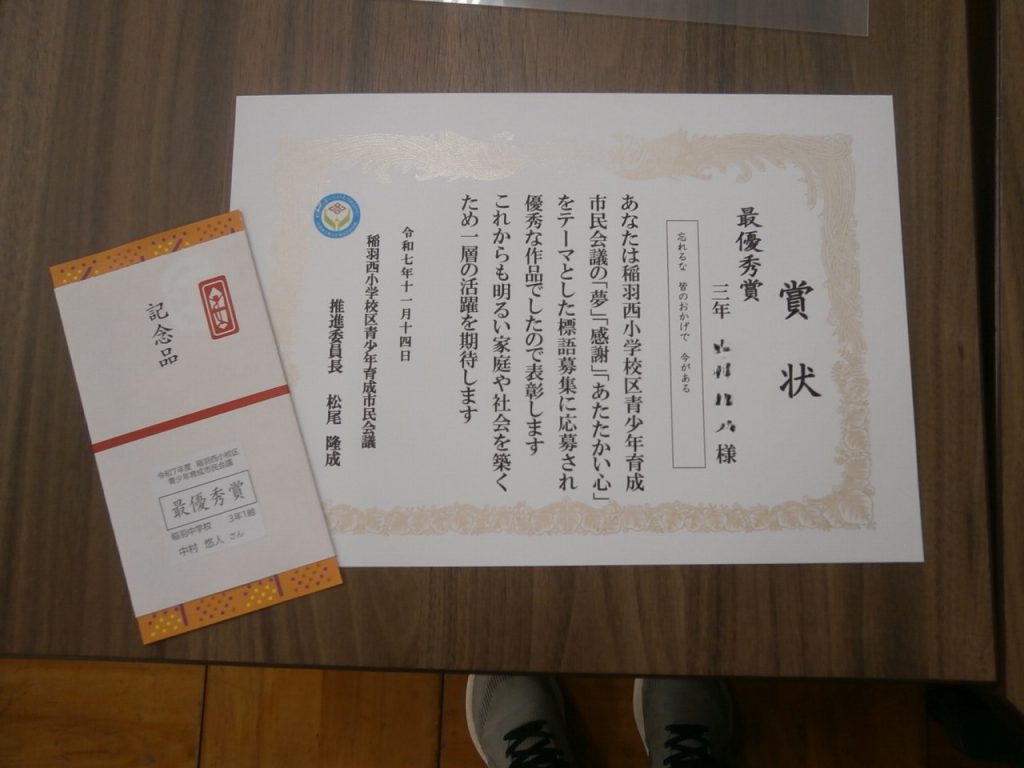 賞状
最優秀賞
三年
様
忘れるな 皆のおかげで 今がある
あなたは稲羽西小学校区青少年育成
市民会議の「夢」「感謝」「あたたかい心」
をテーマとした標語募集に応募され
優秀な作品でしたので表彰します
これからも明るい家庭や社会を築く
ため一層の活躍を期待します
令和七年十一月十四日
稲羽西小学校区青少年育成市民会議
推進委員長 松尾 隆成
記念品
令和7年度 稲羽西小校区
青少年育成市民会議
最優秀賞
稲羽中学校 3年1組
中村 悠人 さん